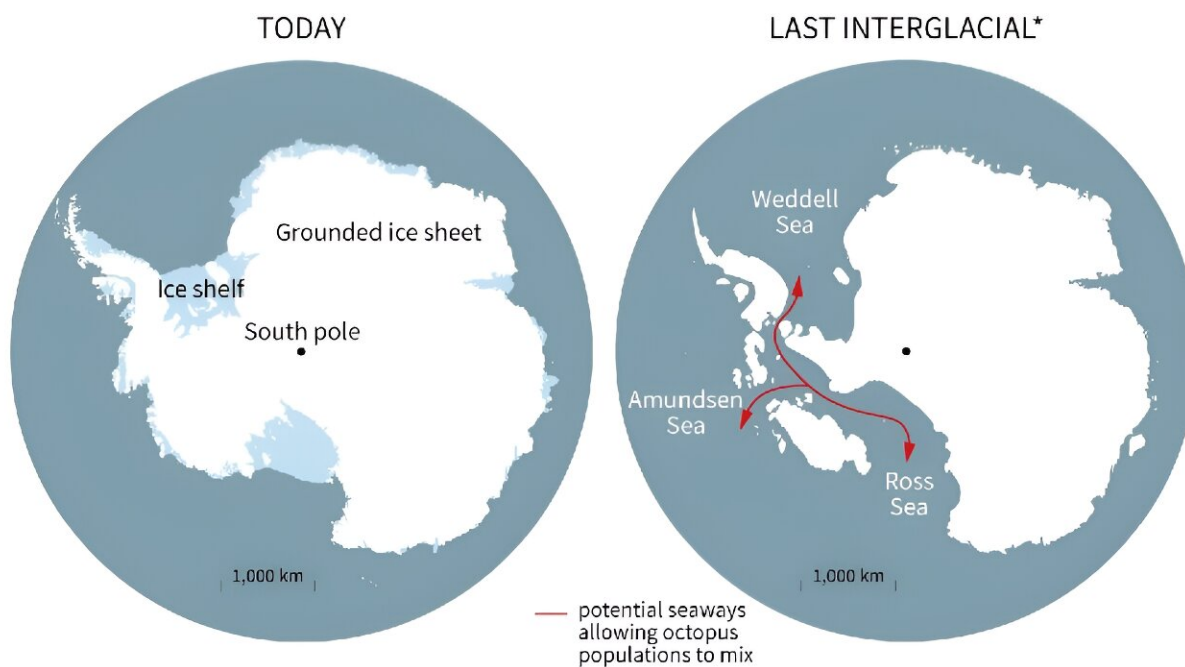 TODAY
Grounded ice sheet
Ice shelf
South pole
1,000 km
LAST INTERGLACIAL*
Weddell
Sea
Amundsen
Sea
Ross
Sea
1,000 km
potential seaways
allowing octopus
populations to mix